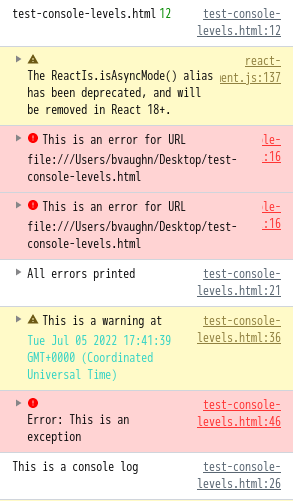 test-console-levels.html 12 test-console-
levels.html:12
react-
The ReactIs.isAsyncMode() alias ent.js:137
has been deprecated, and will
be removed in React 18+.
This is an error for URL le-
file:///Users/bvaughn/Desktop/test- :16
console-levels.html
This is an error for URL le-
file:///Users/bvaughn/Desktop/test- :16
console-levels.html
All errors printed test-console-
levels.html:21
This is a warning at test-console-
Tue Jul 05 2022 17:41:39 levels.html:36
GMT+0000 (Coordinated
Universal Time)
test-console-
Error: This is an levels.html:46
exception
This is a console log test-console-
levels.html:26